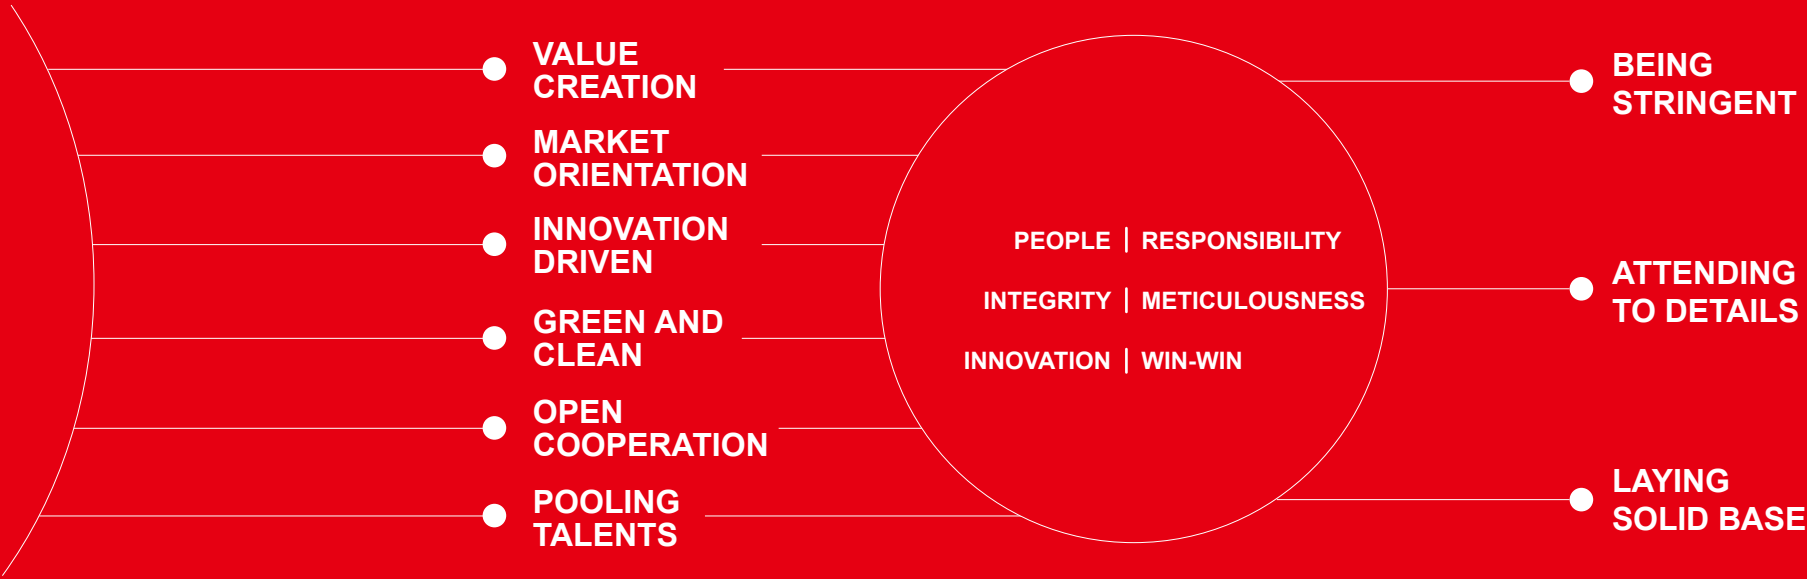 VALUE
CREATION
MARKET
ORIENTATION
INNOVATION
DRIVEN
GREEN AND
CLEAN
OPEN
COOPERATION
POOLING
TALENTS
PEOPLE | RESPONSIBILITY
INTEGRITY | METICULOUSNESS
INNOVATION | WIN-WIN
BEING
STRINGENT
ATTENDING
TO DETAILS
LAYING
SOLID BASE